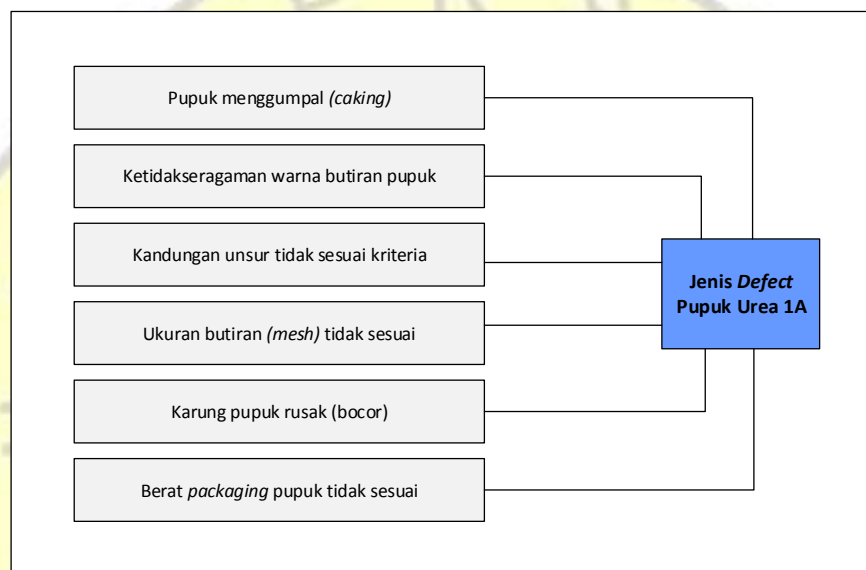 Pupuk menggumpal (caking)
Ketidakseragaman warna butiran pupuk
Kandungan unsur tidak sesuai kriteria
Ukuran butiran (mesh) tidak sesuai
Karung pupuk rusak (bocor)
Berat packaging pupuk tidak sesuai
Jenis Defect
Pupuk Urea 1A